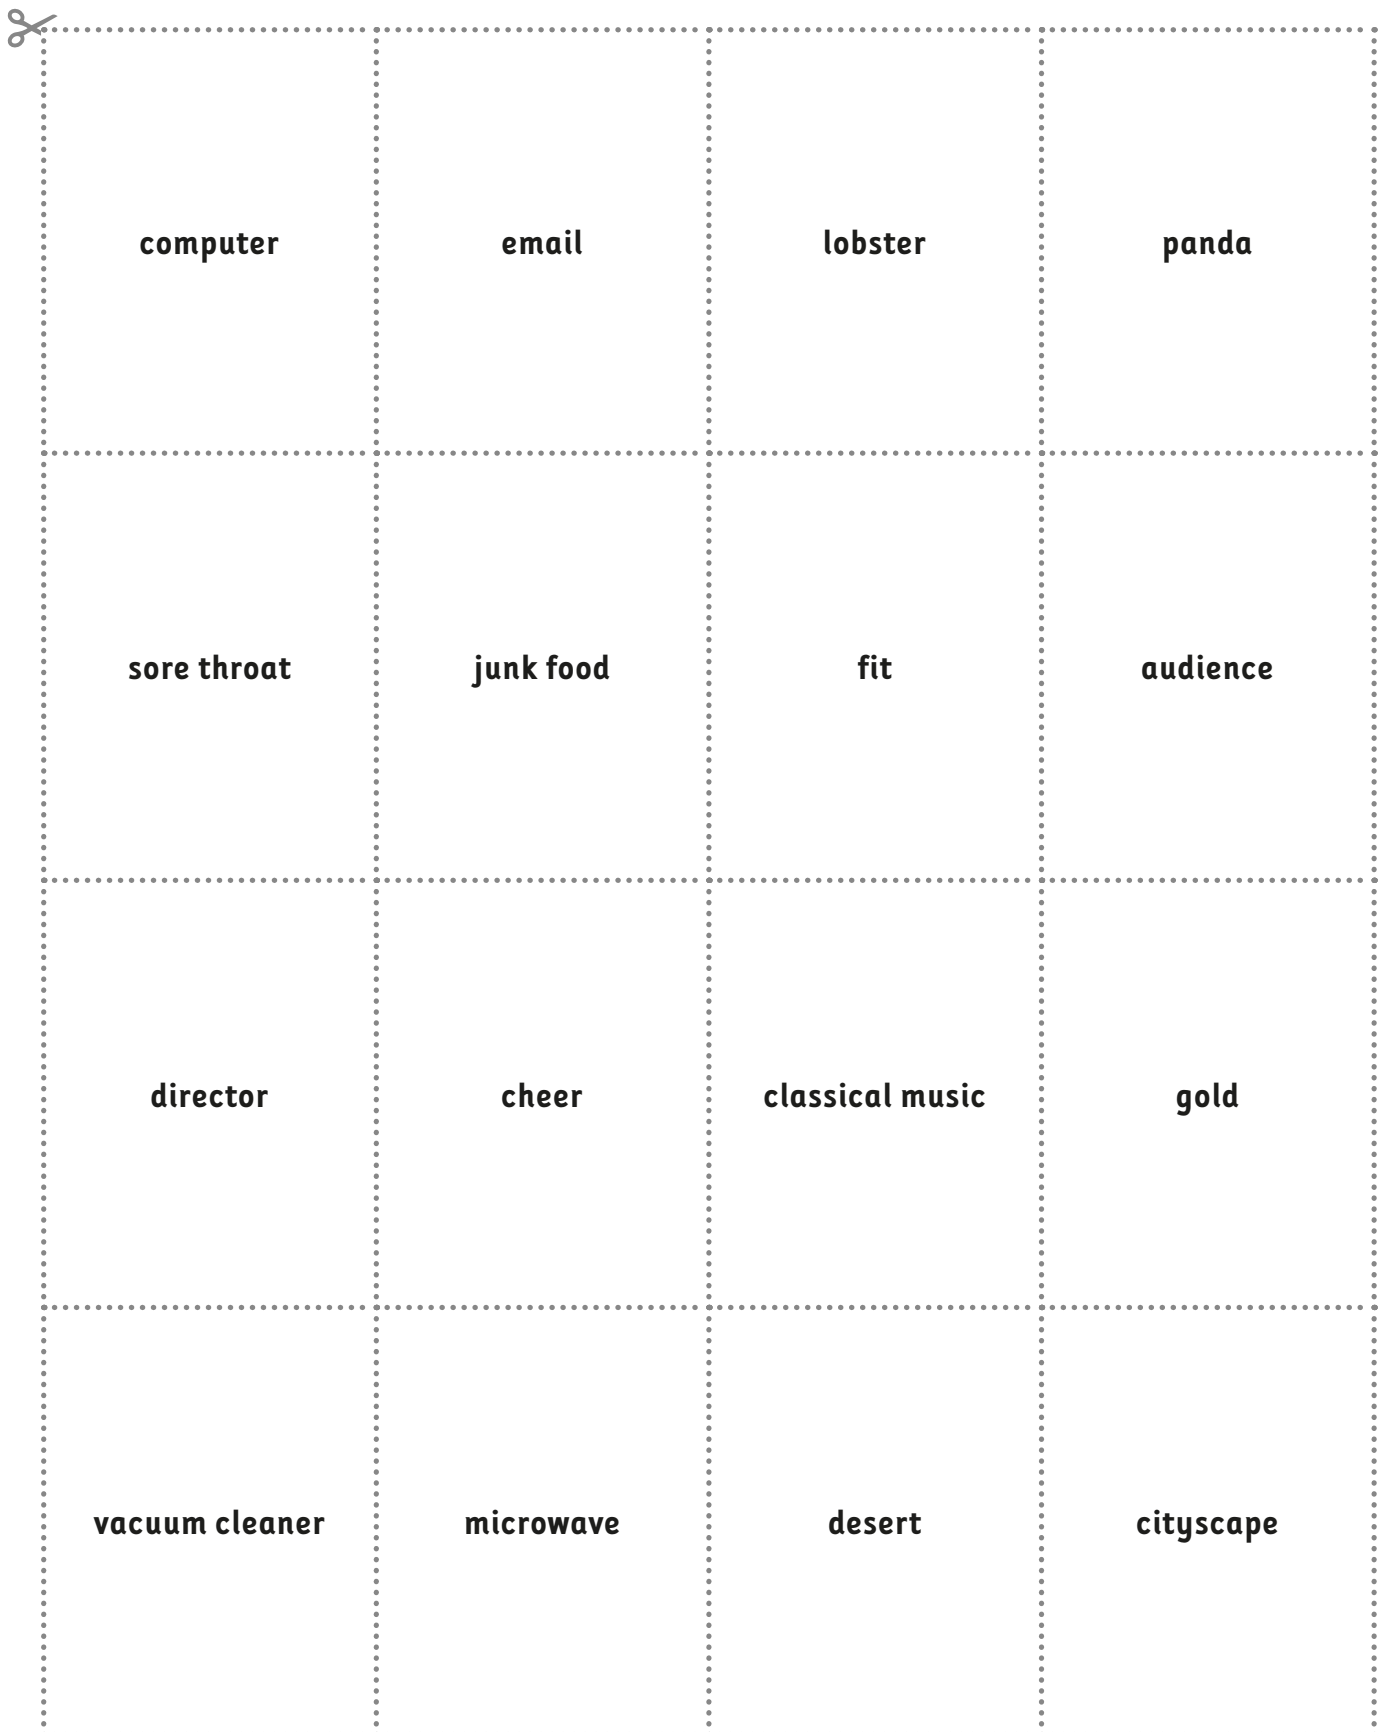 computer
email
lobster
panda
sore throat
junk food
fit
audience
director
cheer
classical music
gold
vacuum cleaner
microwave
desert
cityscape